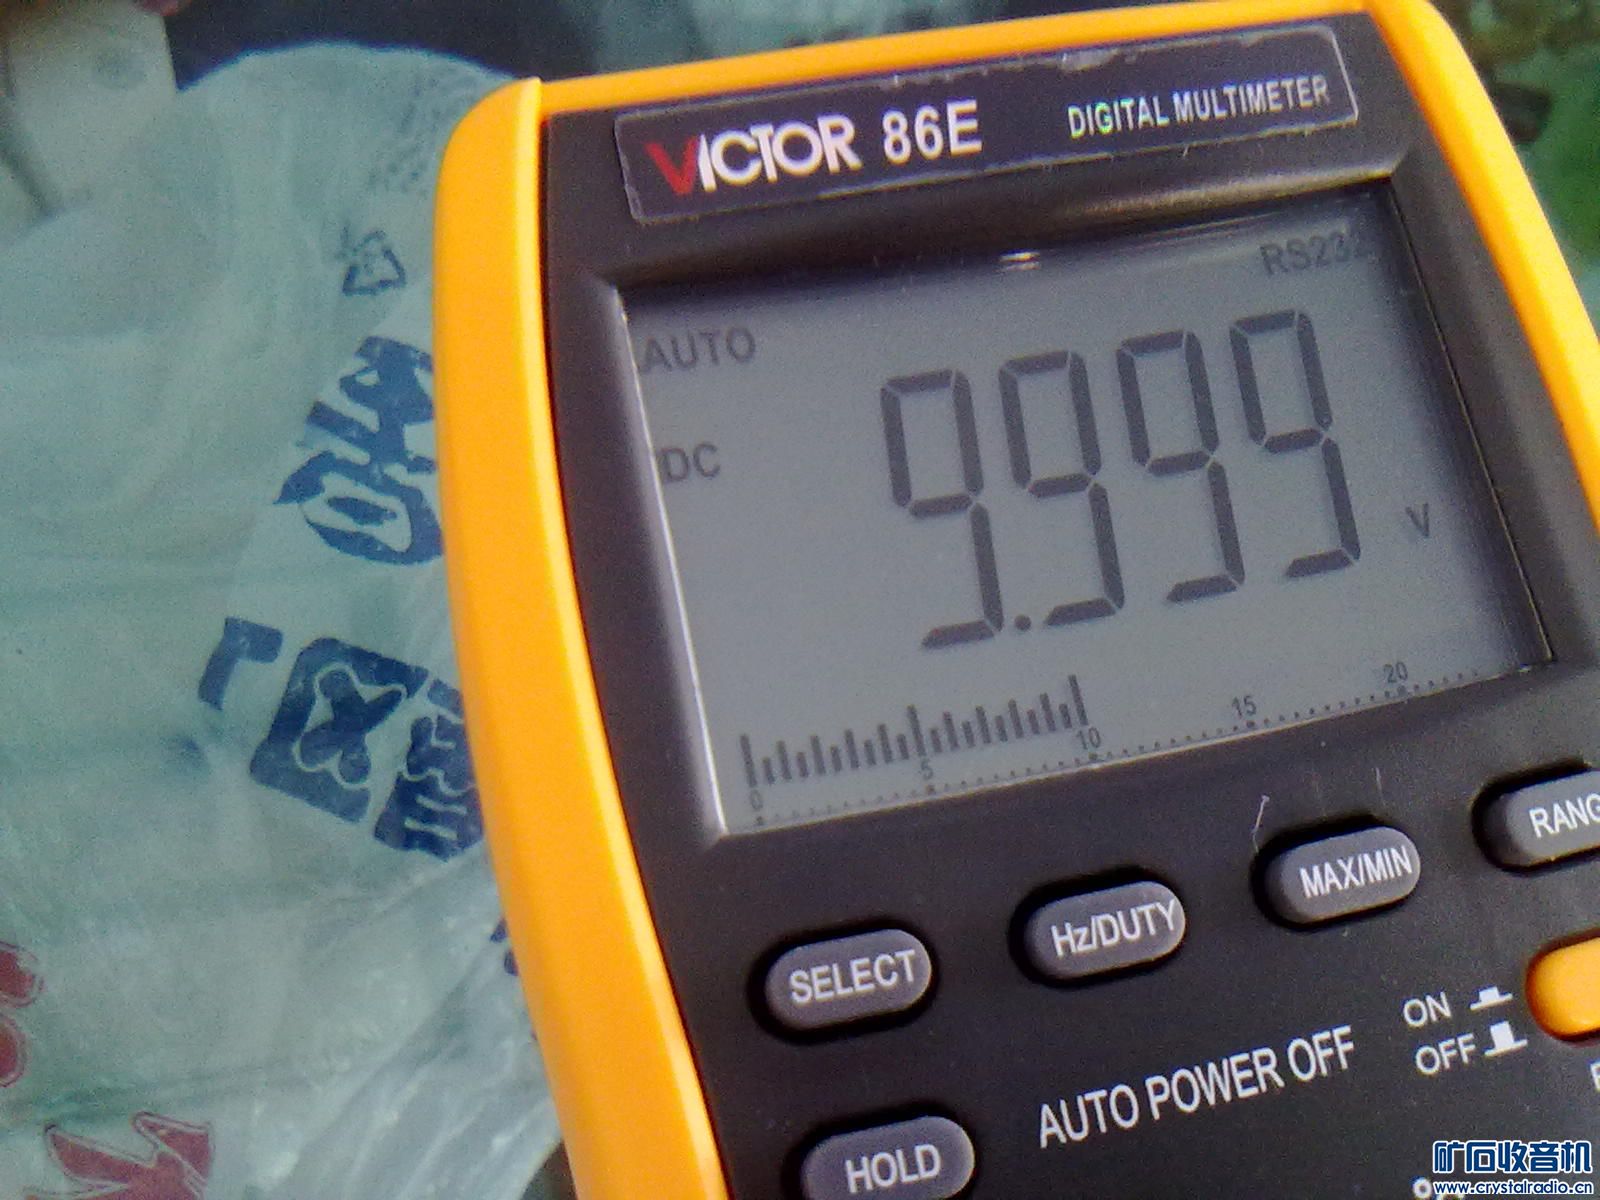 VICTOR 86E DIGITAL MULTIMETER
RS232
AUTO
DC
9.999
V
0 5 10 15 20
RANG
MAX/MIN
Hz/DUTY
SELECT
ON
OFF
AUTO POWER OFF
HOLD
矿石收音机
www.crystalradio.cn